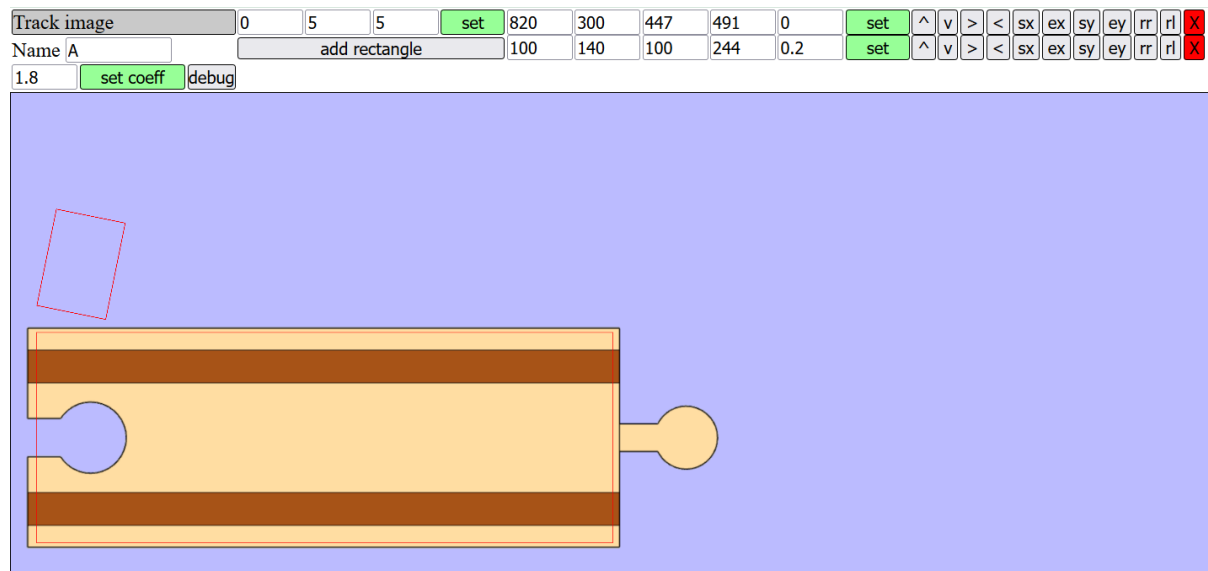 Track image 0 5 5 set 820 300 447 491 0 set ^ v > < sx ex sy ey rr rl X
Name A add rectangle 100 140 100 244 0.2 set ^ v > < sx ex sy ey rr rl X
1.8 set coeff debug